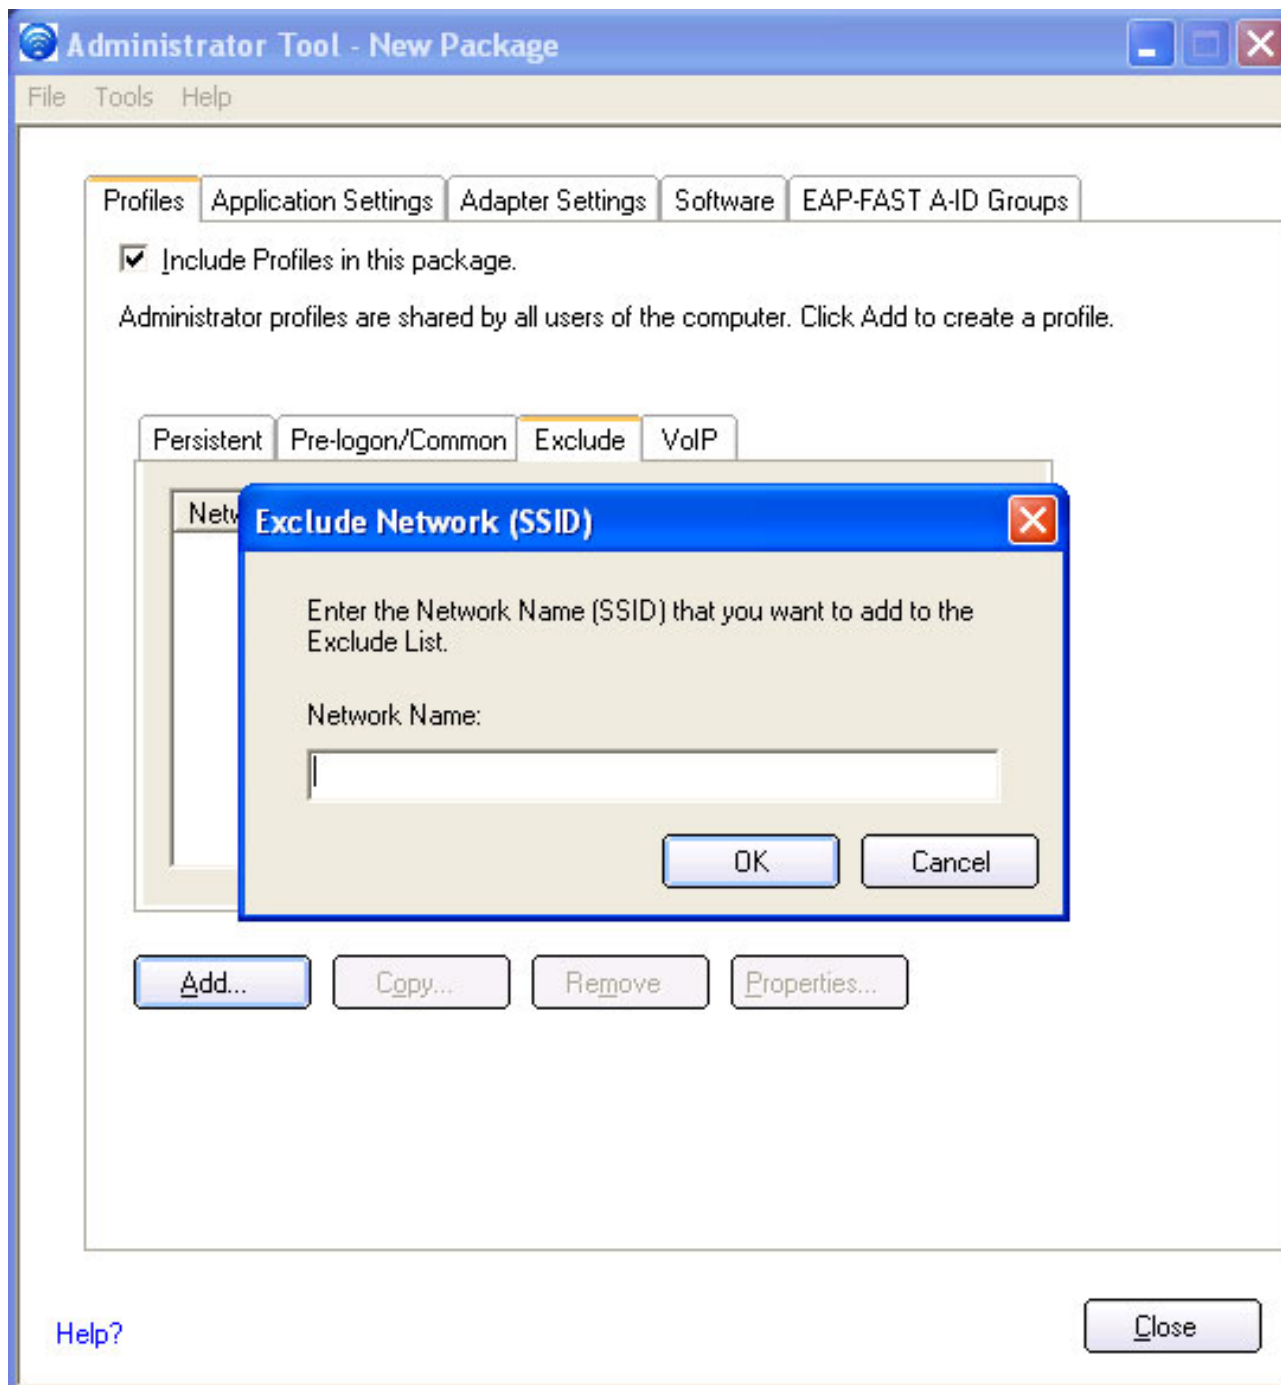 Administrator Tool - New Package
File Tools Help
Profiles Application Settings Adapter Settings Software EAP-FAST A-ID Groups
Include Profiles in this package.
Administrator profiles are shared by all users of the computer. Click Add to create a profile.
Persistent Pre-logon/Common Exclude VoIP
Netw
Exclude Network (SSID)
Enter the Network Name (SSID) that you want to add to the
Exclude List.
Network Name:
OK Cancel
Add... Copy... Remove Properties...
Help? Close